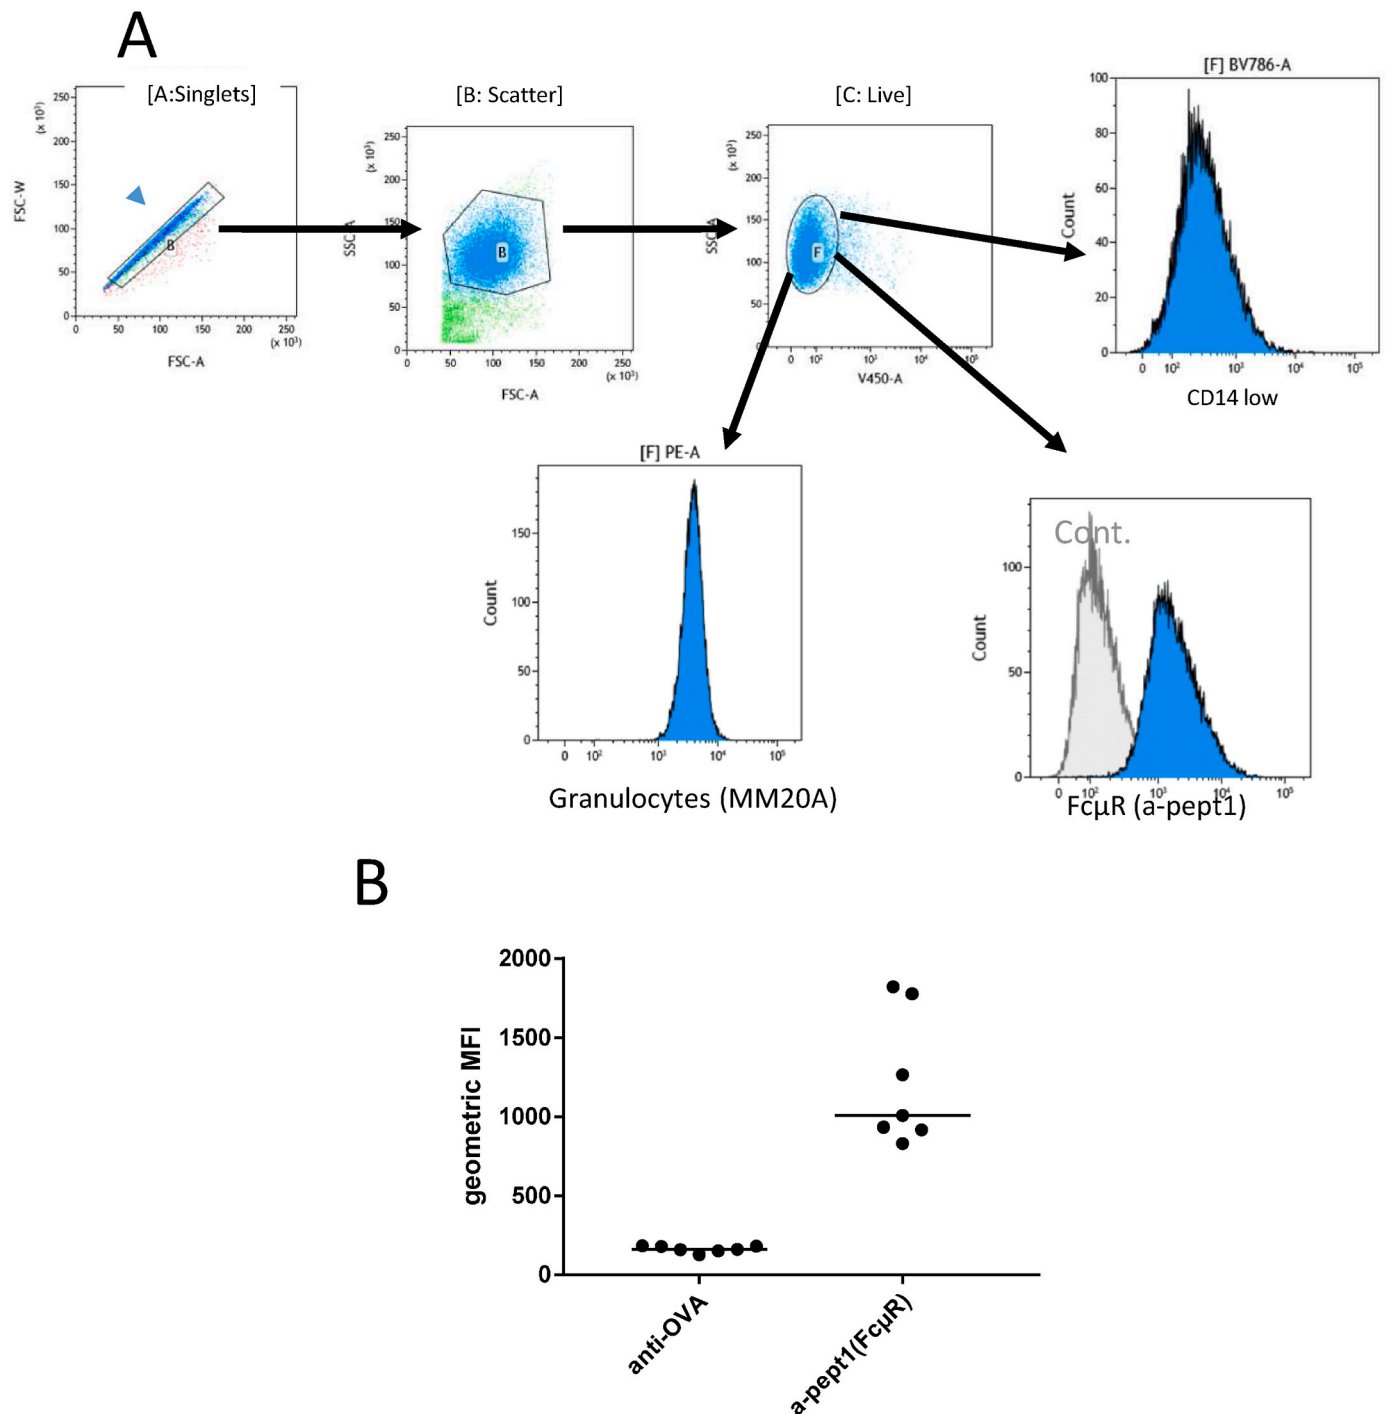 A
[A:Singlets]
(x 10³)
250
200
150
100
50
0
FSC-W
B
0 50 100 150 200 250
(x 10³)
FSC-A
[B: Scatter]
(x 10³)
250
200
150
100
50
0
SSC-A
B
0 50 100 150 200 250
(x 10³)
FSC-A
[C: Live]
(x 10³)
250
200
150
100
50
0
SSC-A
F
0 10² 10³ 10⁴ 10⁵
V450-A
[F] BV786-A
100
80
60
40
20
0
Count
0 10² 10³ 10⁴ 10⁵
CD14 low
[F] PE-A
150
100
50
0
Count
0 10² 10³ 10⁴ 10⁵
Granulocytes (MM20A)
Cont.
100
50
0
Count
0 10² 10³ 10⁴ 10⁵
FcμR (a-pept1)
B
2000
1500
1000
500
0
geometric MFI
anti-OVA
a-pept1(FcμR)